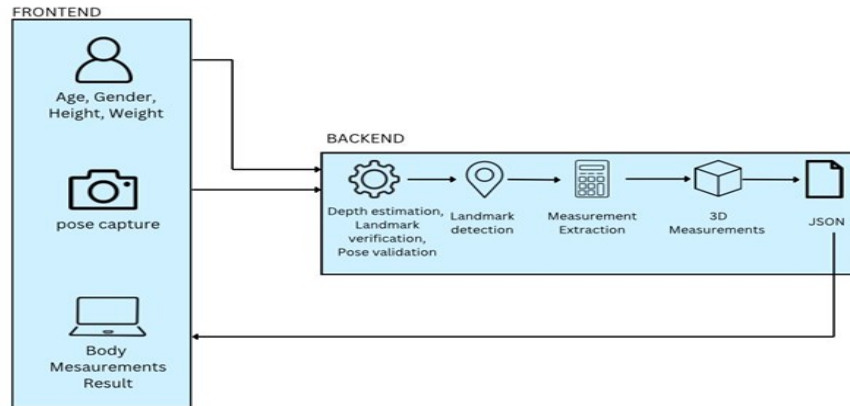 FRONTEND
Age, Gender,
Height, Weight
pose capture
Body
Mesaurements
Result
BACKEND
Depth estimation,
Landmark
verification,
Pose validation
Landmark
detection
Measurement
Extraction
3D
Measurements
JSON